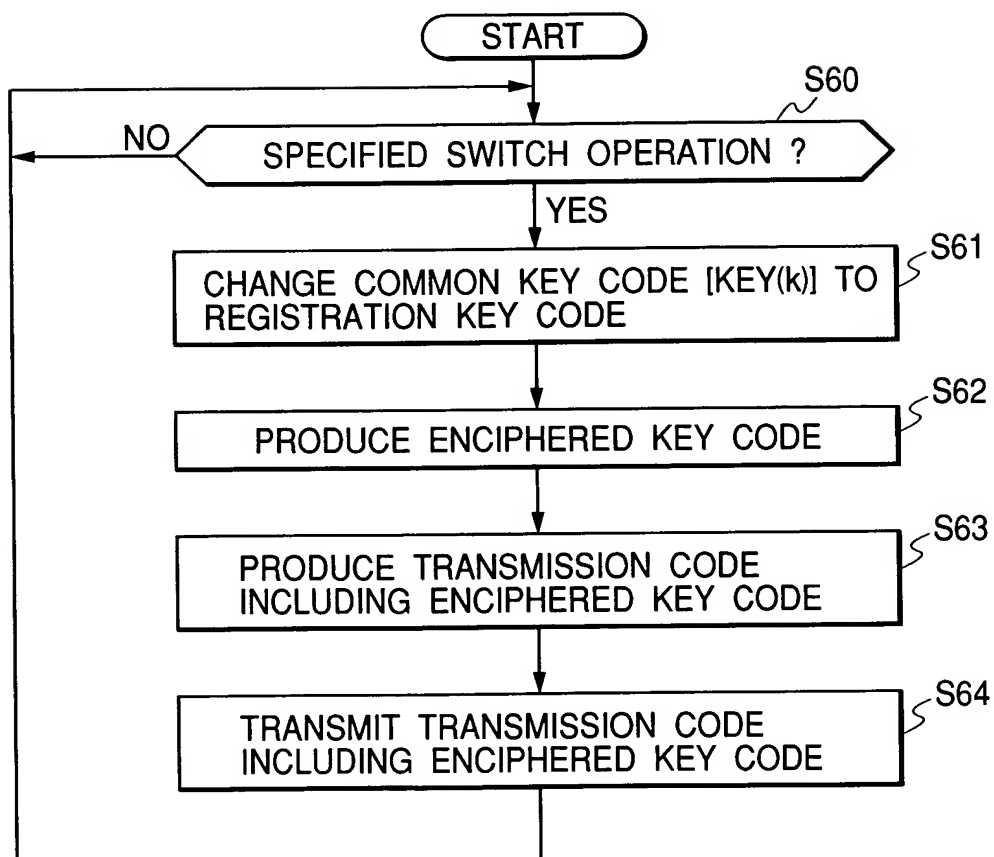 START
S60
NO
SPECIFIED SWITCH OPERATION ?
YES
S61
CHANGE COMMON KEY CODE [KEY(k)] TO
REGISTRATION KEY CODE
S62
PRODUCE ENCIPHERED KEY CODE
S63
PRODUCE TRANSMISSION CODE
INCLUDING ENCIPHERED KEY CODE
S64
TRANSMIT TRANSMISSION CODE
INCLUDING ENCIPHERED KEY CODE